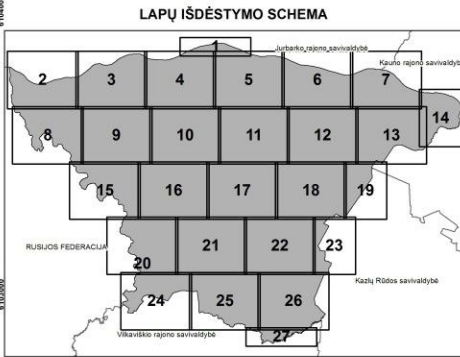 LAPŲ IŠDĖSTYMO SCHEMA
1
Jurbarko rajono savivaldybė
Kauno rajono savivaldybė
2 3 4 5 6 7
14
8 9 10 11 12 13
15 16 17 18 19
RUSIJOS FEDERACIJA
20 21 22 23
Kazlų Rūdos savivaldybė
24 25 26
Vilkaviškio rajono savivaldybė
27